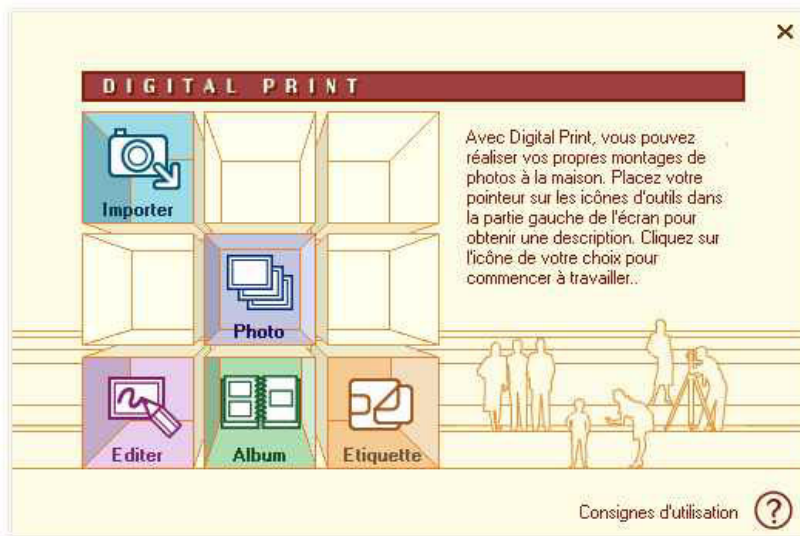 DIGITAL PRINT
Importer
Avec Digital Print, vous pouvez
réaliser vos propres montages de
photos à la maison. Placez votre
pointeur sur les icônes d'outils dans
la partie gauche de l'écran pour
obtenir une description. Cliquez sur
l'icône de votre choix pour
commencer à travailler..
Photo
Editer
Album
Etiquette
Consignes d'utilisation ?